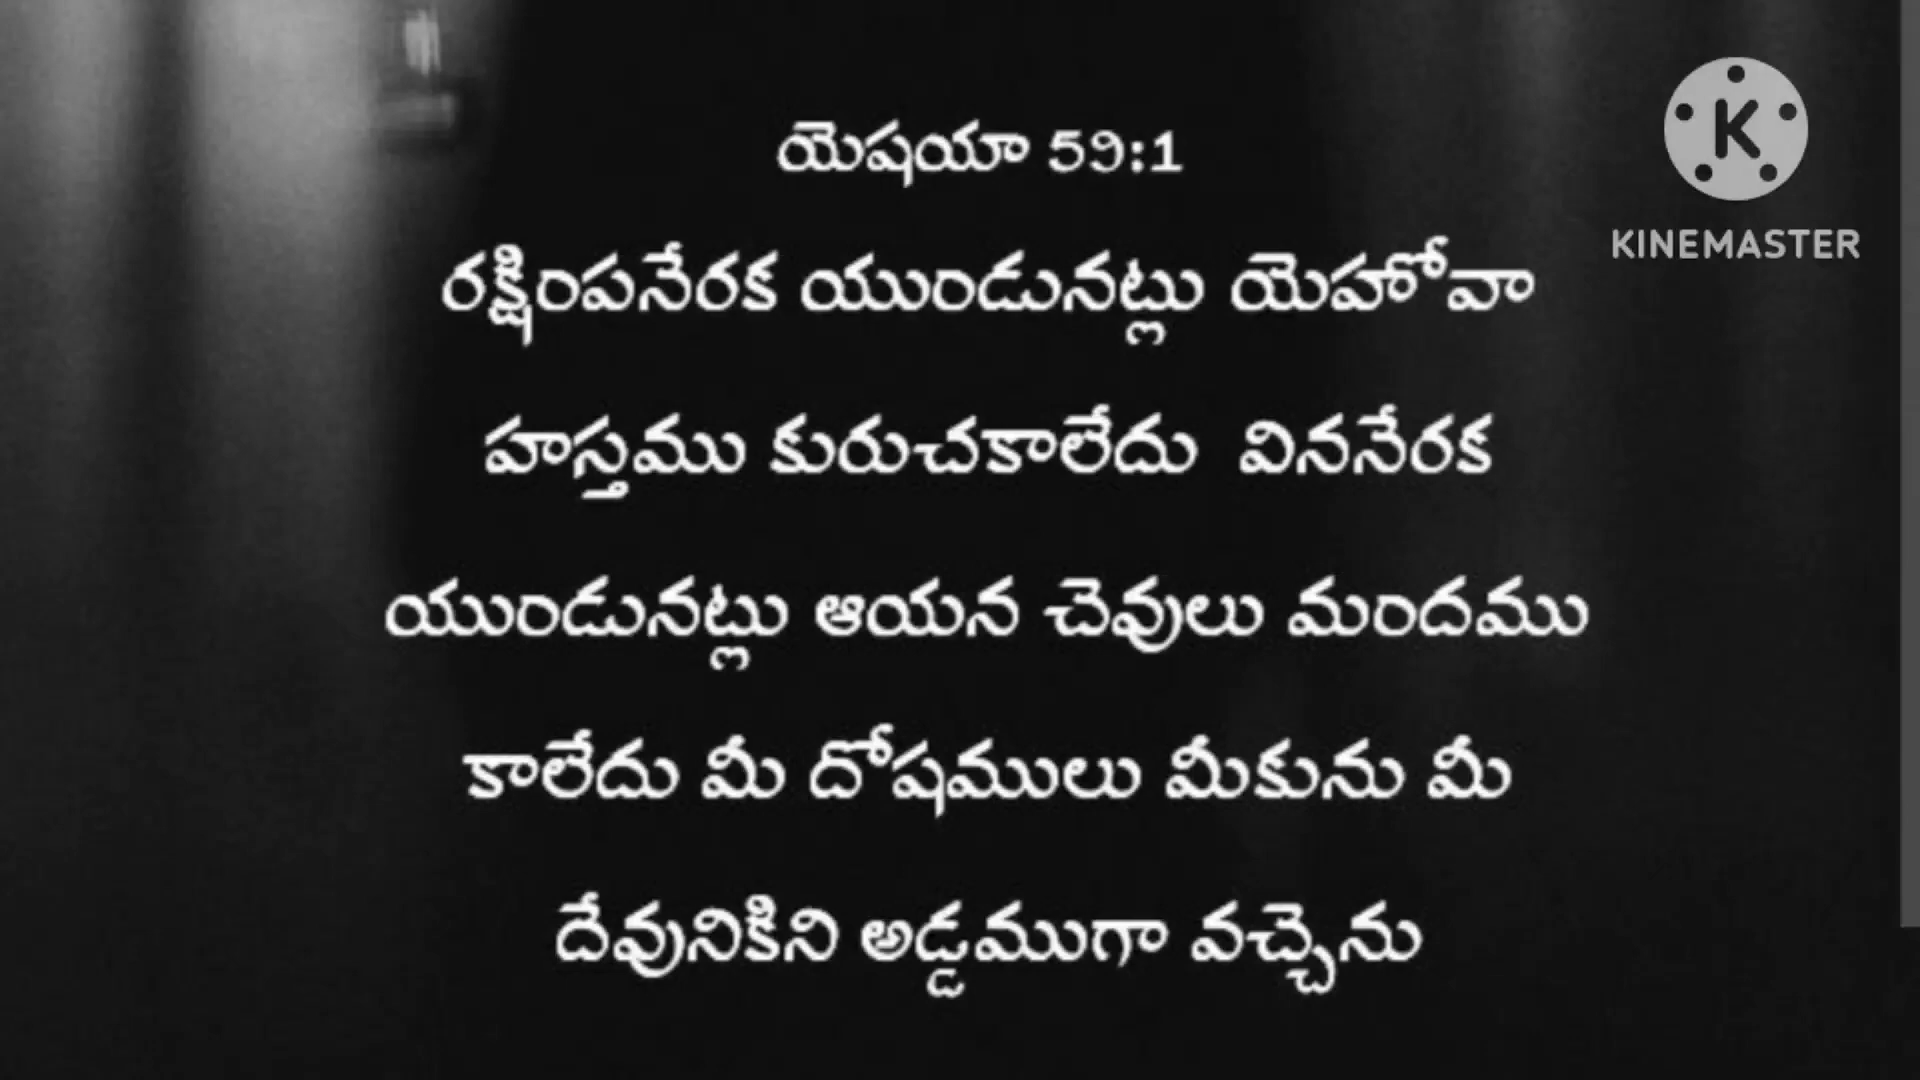 యెషయా 59:1
రక్షింపనేరక యుండునట్లు యెహోవా
హస్తము కురుచకాలేదు విననేరక
యుండునట్లు ఆయన చెవులు మందము
కాలేదు మీ దోషములు మీకును మీ
దేవునికిని అడ్డముగా వచ్చెను
K
KINEMASTER